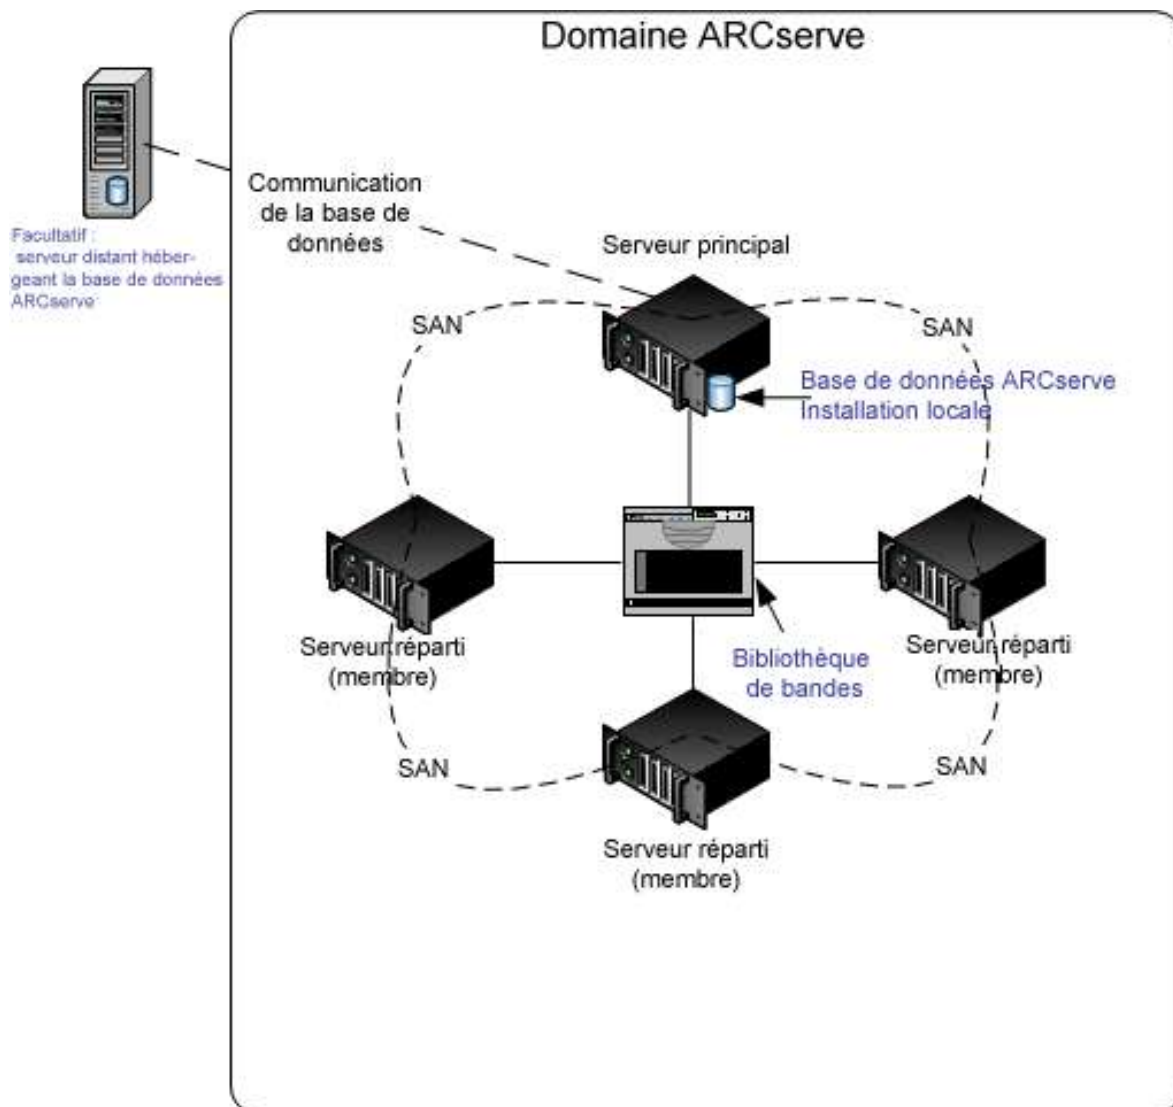 Domaine ARCserve
Facultatif :
serveur distant héber-
geant la base de données
ARCserve
Communication
de la base de
données
Serveur principal
SAN
SAN
Base de données ARCserve
Installation locale
Serveur réparti
(membre)
Bibliothèque
de bandes
Serveur réparti
(membre)
SAN
SAN
Serveur réparti
(membre)